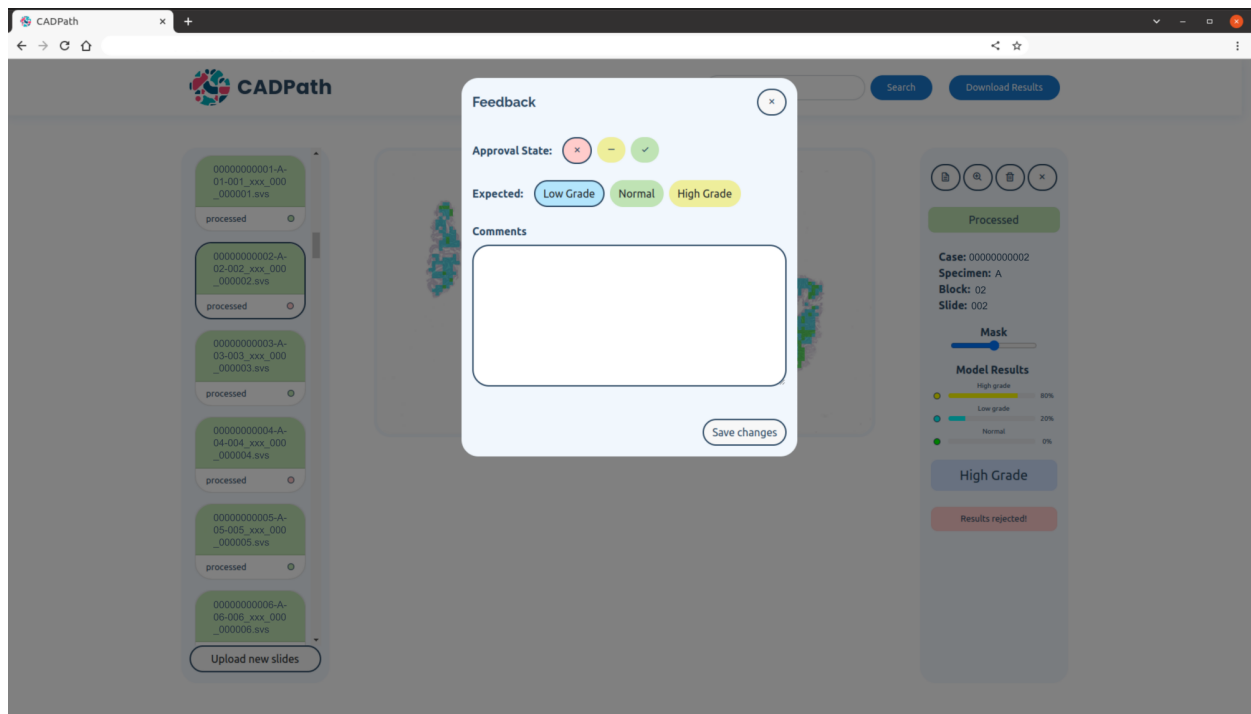 CADPath
CADPath
Search
Download Results
Feedback
Approval State:
Expected: Low Grade Normal High Grade
Comments
Save changes
00000000001-A-
01-001_xxx_000
_000001.svs
processed
00000000002-A-
02-002_xxx_000
_000002.svs
processed
00000000003-A-
03-003_xxx_000
_000003.svs
processed
00000000004-A-
04-004_xxx_000
_000004.svs
processed
00000000005-A-
05-005_xxx_000
_000005.svs
processed
00000000006-A-
06-006_xxx_000
_000006.svs
Upload new slides
Processed
Case: 00000000002
Specimen: A
Block: 02
Slide: 002
Mask
Model Results
High grade
80%
Low grade
20%
Normal
0%
High Grade
Results rejected!